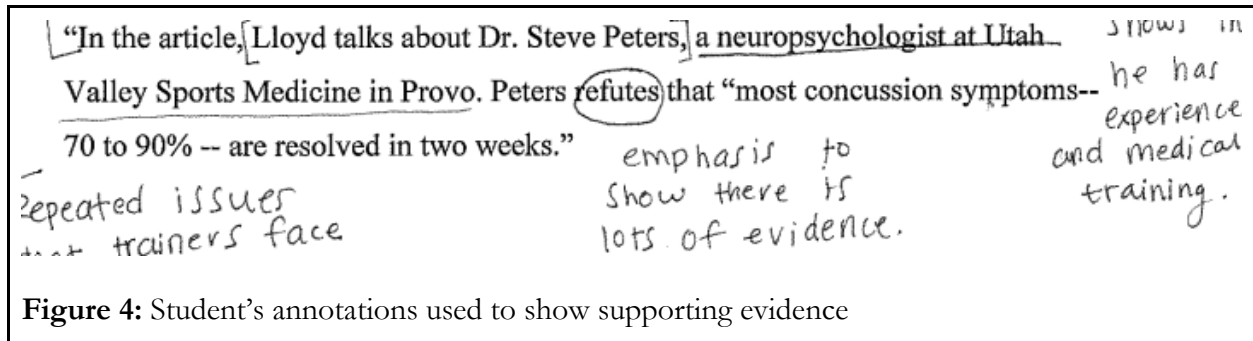 “In the article, Lloyd talks about Dr. Steve Peters, a neuropsychologist at Utah
Valley Sports Medicine in Provo. Peters refutes that “most concussion symptoms--
70 to 90% -- are resolved in two weeks.”
shows in
he has
experience
and medical
training.
emphasis to
show there is
lots of evidence.
Repeated issues
that trainers face
Figure 4: Student’s annotations used to show supporting evidence